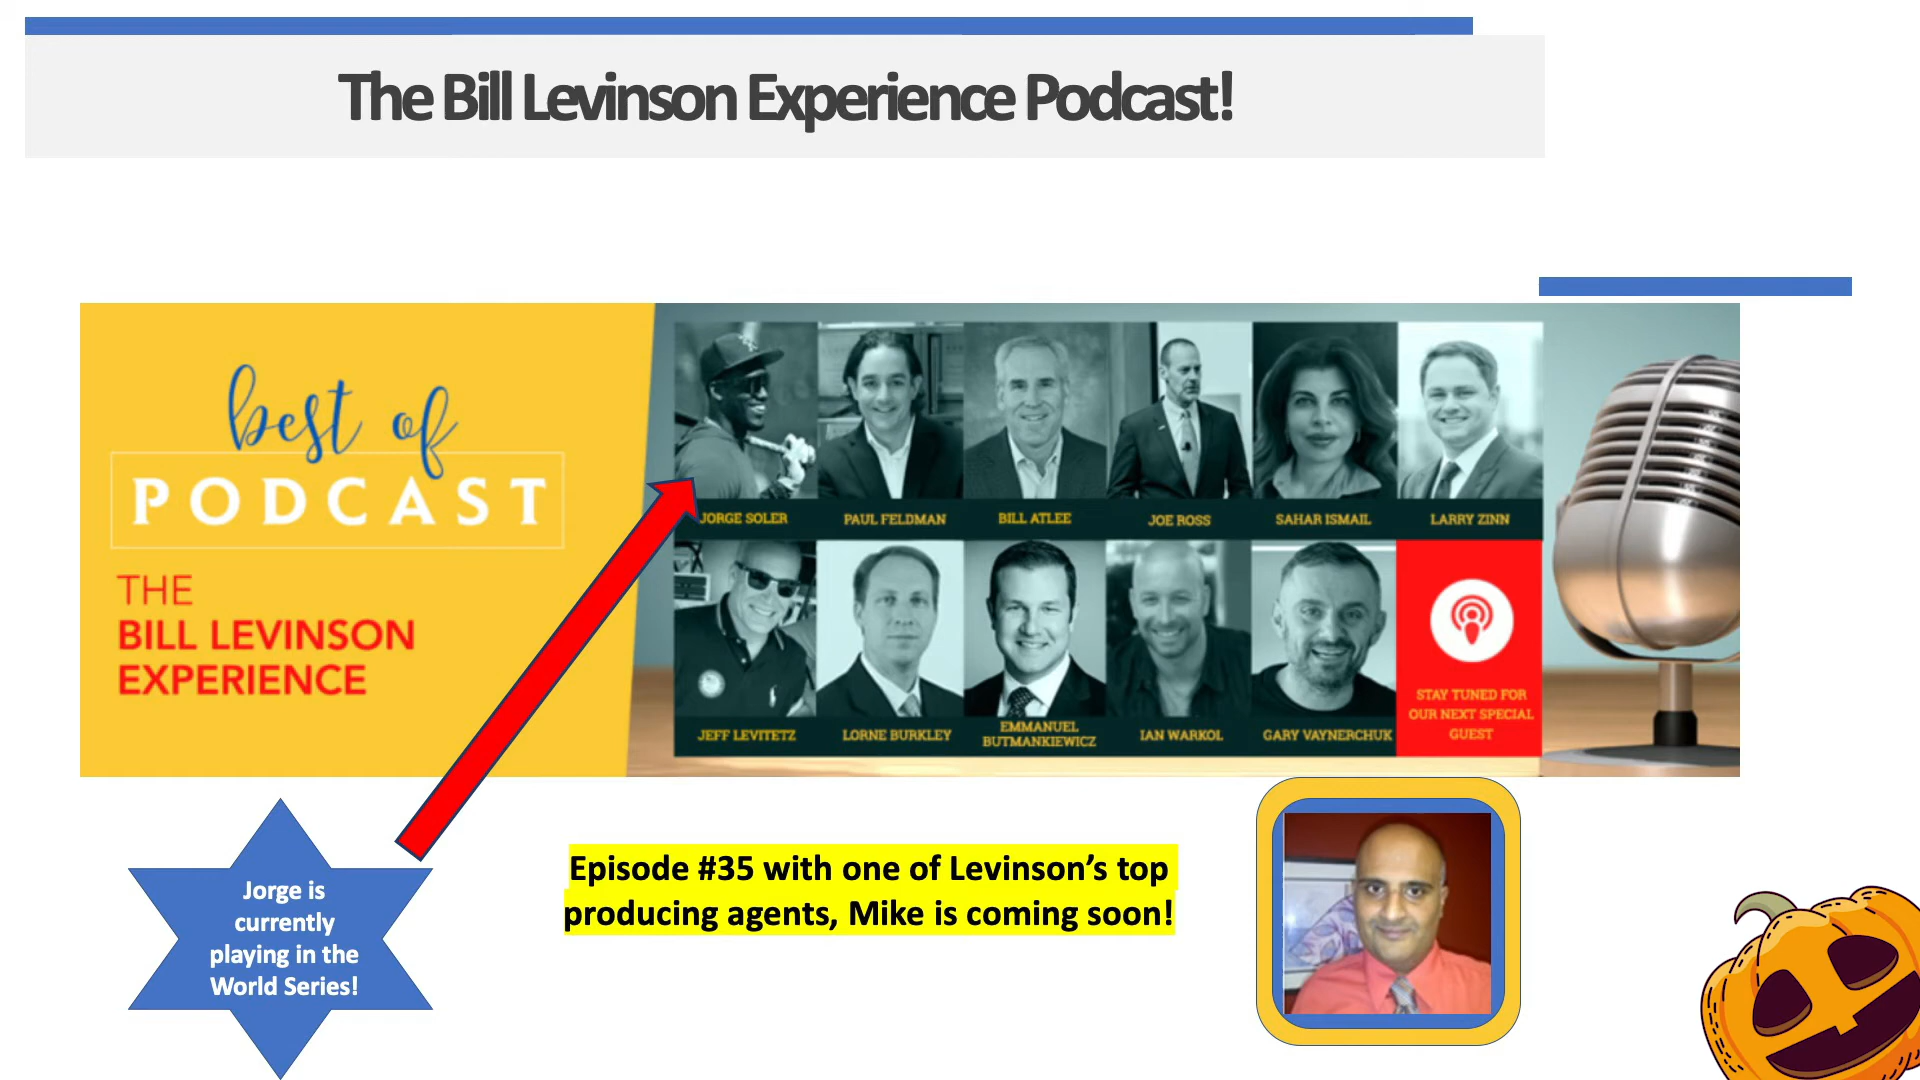 The Bill Levinson Experience Podcast!
best of
PODCAST
THE
BILL LEVINSON
EXPERIENCE
JORGE SOLER
PAUL FELDMAN
BILL ATLEE
JOE ROSS
SAHAR ISMAIL
LARRY ZINN
JEFF LEVITETZ
LORNE BURKLEY
EMMANUEL
BUTMANKIEWICZ
IAN WARKOL
GARY VAYNERCHUK
STAY TUNED FOR
OUR NEXT SPECIAL
GUEST
Jorge is
currently
playing in the
World Series!
Episode #35 with one of Levinson’s top
producing agents, Mike is coming soon!